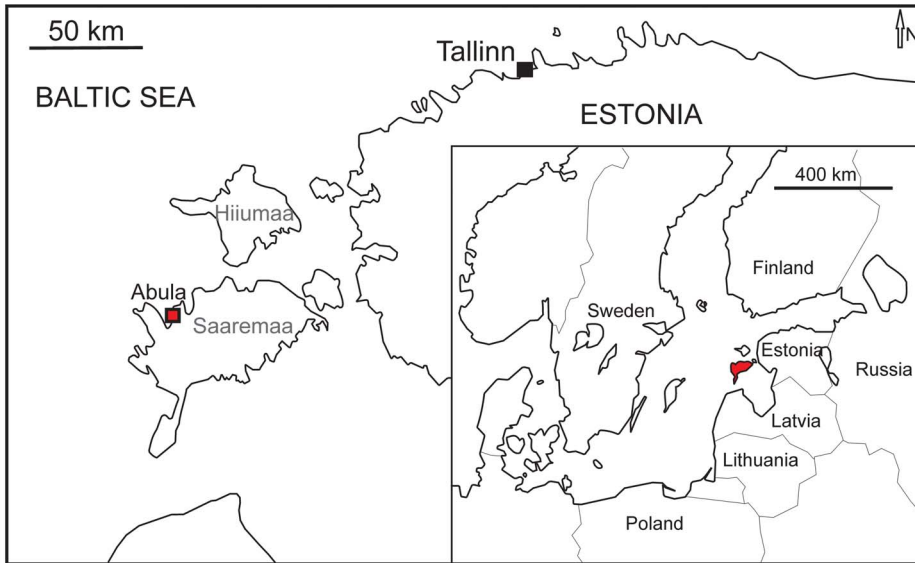 50 km
N
Tallinn
BALTIC SEA
ESTONIA
Hiiumaa
Abula
Saaremaa
400 km
Finland
Sweden
Estonia
Russia
Latvia
Lithuania
Poland